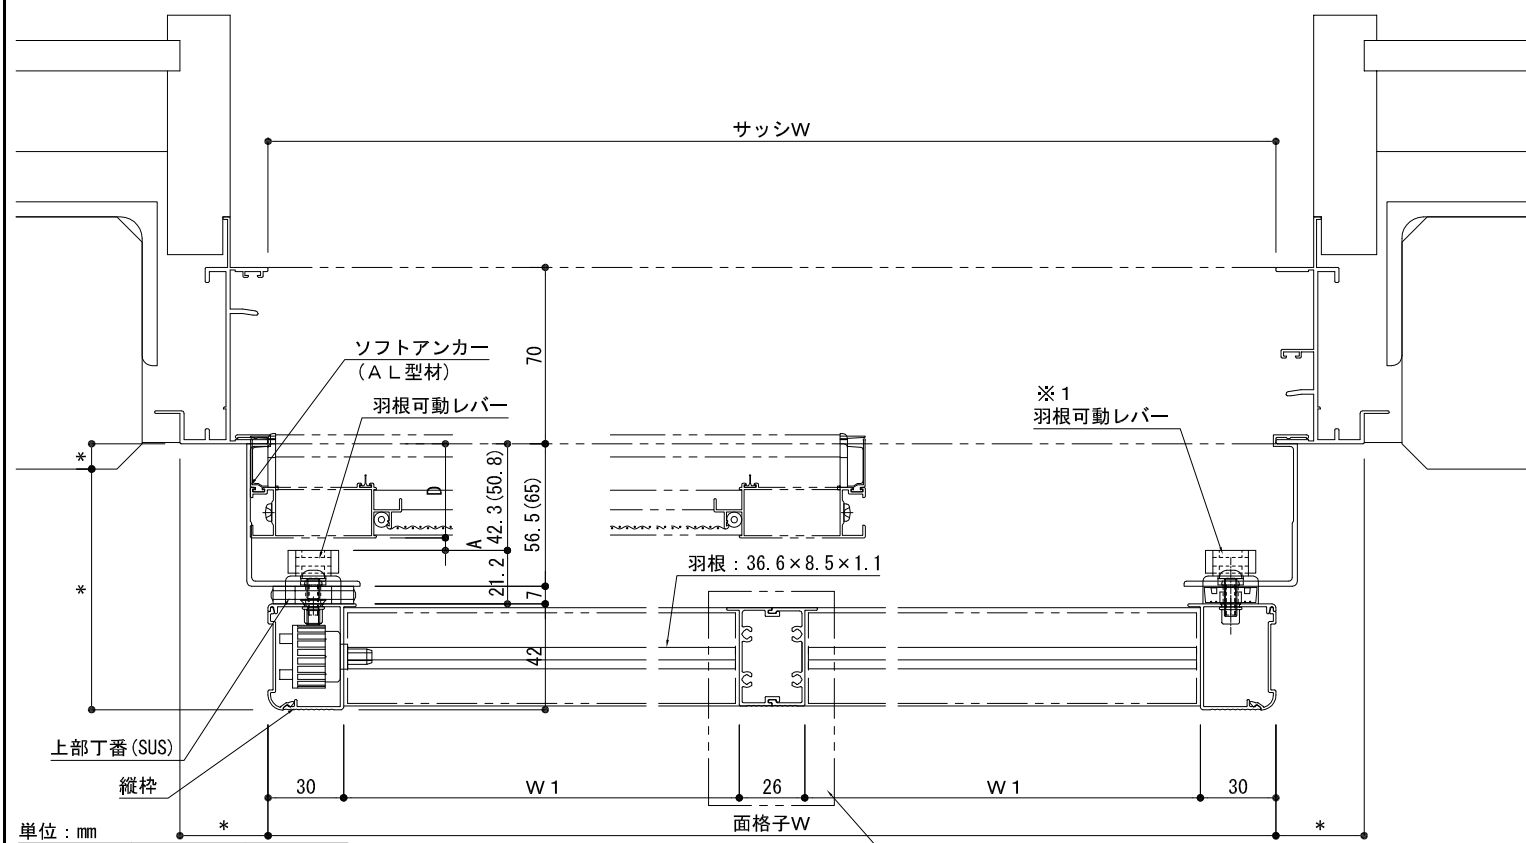 サッシW
70
ソフトアンカー
(AL型材)
羽根可動レバー
※1
羽根可動レバー
*
*
42.3(50.8)
56.5(65)
A
21.2
7
羽根:36.6×8.5×1.1
42
上部丁番(SUS)
縦枠
30
W1
26
W1
30
単位:mm
*
面格子W
*